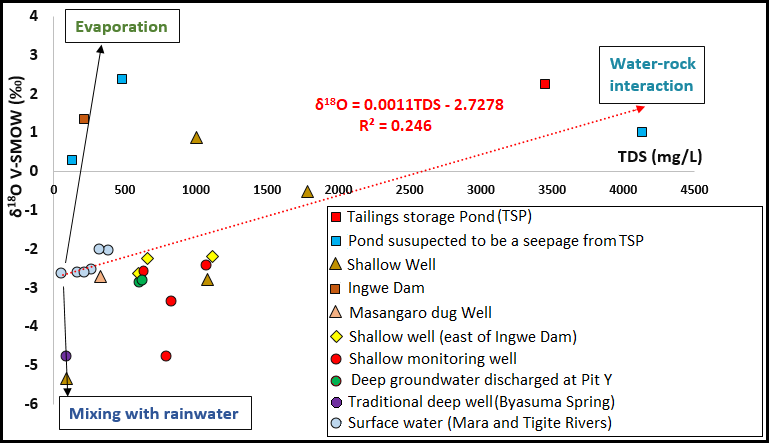 4
3
2
1
0
-1
-2
-3
-4
-5
-6
δ¹⁸O V-SMOW (‰)
Evaporation
Water-rock
interaction
δ¹⁸O = 0.0011TDS - 2.7278
R² = 0.246
TDS (mg/L)
0 500 1000 1500 2000 2500 3000 3500 4000 4500
Tailings storage Pond (TSP)
Pond susupected to be a seepage from TSP
Shallow Well
Ingwe Dam
Masangaro dug Well
Shallow well (east of Ingwe Dam)
Shallow monitoring well
Deep groundwater discharged at Pit Y
Traditional deep well (Byasuma Spring)
Surface water (Mara and Tigite Rivers)
Mixing with rainwater